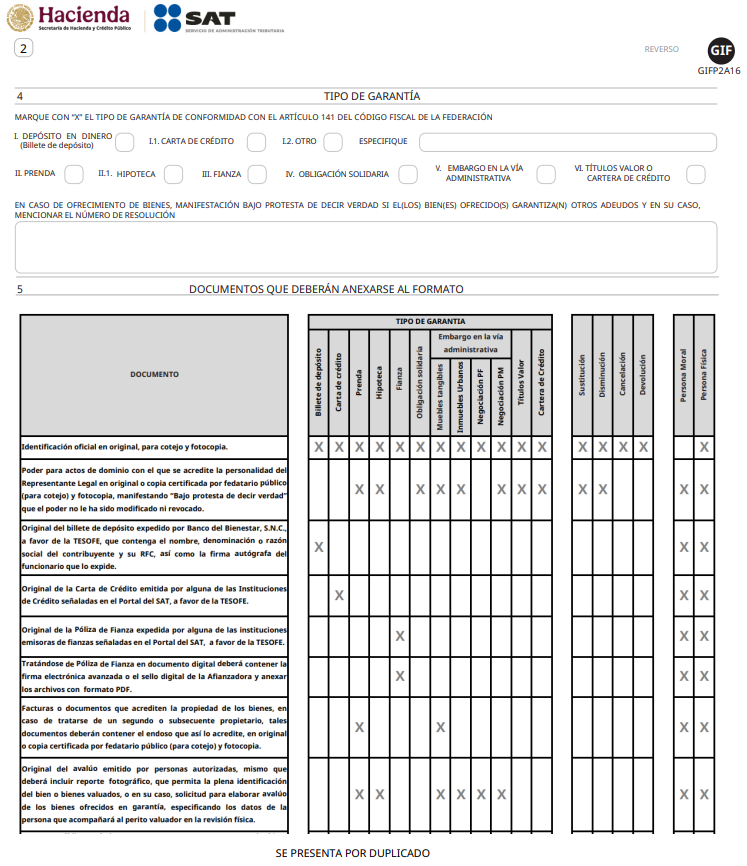 Hacienda
Secretaría de Hacienda y Crédito Público
SAT
SERVICIO DE ADMINISTRACIÓN TRIBUTARIA
2
REVERSO
GIF
GIFP2A16
4 TIPO DE GARANTÍA
MARQUE CON “X” EL TIPO DE GARANTÍA DE CONFORMIDAD CON EL ARTÍCULO 141 DEL CÓDIGO FISCAL DE LA FEDERACIÓN
I. DEPÓSITO EN DINERO I.1. CARTA DE CRÉDITO I.2. OTRO ESPECIFIQUE
(Billete de depósito)
II. PRENDA II.1. HIPOTECA III. FIANZA IV. OBLIGACIÓN SOLIDARIA V. EMBARGO EN LA VÍA VI. TÍTULOS VALOR O
ADMINISTRATIVA CARTERA DE CRÉDITO
EN CASO DE OFRECIMIENTO DE BIENES, MANIFESTACIÓN BAJO PROTESTA DE DECIR VERDAD SI EL(LOS) BIEN(ES) OFRECIDO(S) GARANTIZA(N) OTROS ADEUDOS Y EN SU CASO,
MENCIONAR EL NÚMERO DE RESOLUCIÓN
5 DOCUMENTOS QUE DEBERÁN ANEXARSE AL FORMATO
DOCUMENTO
TIPO DE GARANTIA
Billete de depósito
Carta de crédito
Prenda
Hipoteca
Fianza
Obligación solidaria
Embargo en la vía
administrativa
Muebles tangibles
Inmuebles Urbanos
Negociación PF
Negociación PM
Títulos Valor
Cartera de Crédito
Sustitución
Disminución
Cancelación
Devolución
Persona Moral
Persona Física
Identificación oficial en original, para cotejo y fotocopia. X X X X X X X X X X X X X X X X X
Poder para actos de dominio con el que se acredite la personalidad del
Representante Legal en original o copia certificada por fedatario público
(para cotejo) y fotocopia, manifestando “Bajo protesta de decir verdad” X X X X X X X X X X X X X
que el poder no le ha sido modificado ni revocado.
Original del billete de depósito expedido por Banco del Bienestar, S.N.C.,
a favor de la TESOFE, que contenga el nombre, denominación o razón
social del contribuyente y su RFC, así como la firma autógrafa del X X X
funcionario que lo expide.
Original de la Carta de Crédito emitida por alguna de las Instituciones
de Crédito señaladas en el Portal del SAT, a favor de la TESOFE. X X X
Original de la Póliza de Fianza expedida por alguna de las instituciones
emisoras de fianzas señaladas en el Portal del SAT, a favor de la TESOFE. X X X
Tratándose de Póliza de Fianza en documento digital deberá contener la
firma electrónica avanzada o el sello digital de la Afianzadora y anexar X X X
los archivos con formato PDF.
Facturas o documentos que acrediten la propiedad de los bienes, en
caso de tratarse de un segundo o subsecuente propietario, tales
documentos deberán contener el endoso que así lo acredite, en original X X X X
o copia certificada por fedatario público (para cotejo) y fotocopia.
Original del avalúo emitido por personas autorizadas, mismo que
deberá incluir reporte fotográfico, que permita la plena identificación
del bien o bienes valuados, o en su caso, solicitud para elaborar avalúo X X X X X X X X
de los bienes ofrecidos en garantía, especificando los datos de la
persona que acompañará al perito valuador en la revisión física.
SE PRESENTA POR DUPLICADO